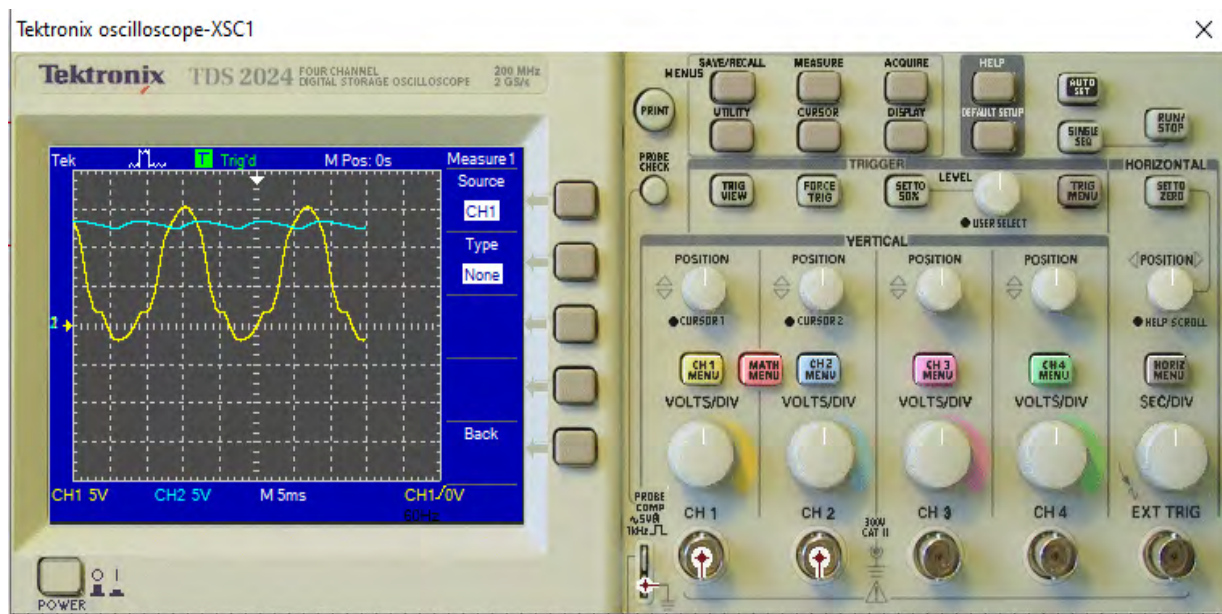 Tektronix oscilloscope-XSC1
Tektronix
TDS 2024
FOUR CHANNEL
DIGITAL STORAGE OSCILLOSCOPE
200 MHz
2 GS/s
Tek
T Trig'd
M Pos: 0s
Measure1
Source
CH1
Type
None
Back
2
CH1 5V
CH2 5V
M 5ms
CH1/0V
60Hz
POWER
O I
MENUS
SAVE/RECALL
MEASURE
ACQUIRE
UTILITY
CURSOR
DISPLAY
PRINT
HELP
DEFAULT SETUP
AUTO
SET
SINGLE
SEQ
RUN/
STOP
PROBE
CHECK
TRIGGER
TRIG
VIEW
FORCE
TRIG
SET TO
50%
LEVEL
USER SELECT
TRIG
MENU
HORIZONTAL
SET TO
ZERO
VERTICAL
POSITION
POSITION
POSITION
POSITION
POSITION
CURSOR 1
CURSOR 2
HELP SCROLL
CH 1
MENU
MATH
MENU
CH 2
MENU
CH 3
MENU
CH 4
MENU
HORIZ
MENU
VOLTS/DIV
VOLTS/DIV
VOLTS/DIV
VOLTS/DIV
SEC/DIV
PROBE
COMP
~5V
1kHz
CH 1
CH 2
300V
CAT II
CH 3
CH 4
EXT TRIG